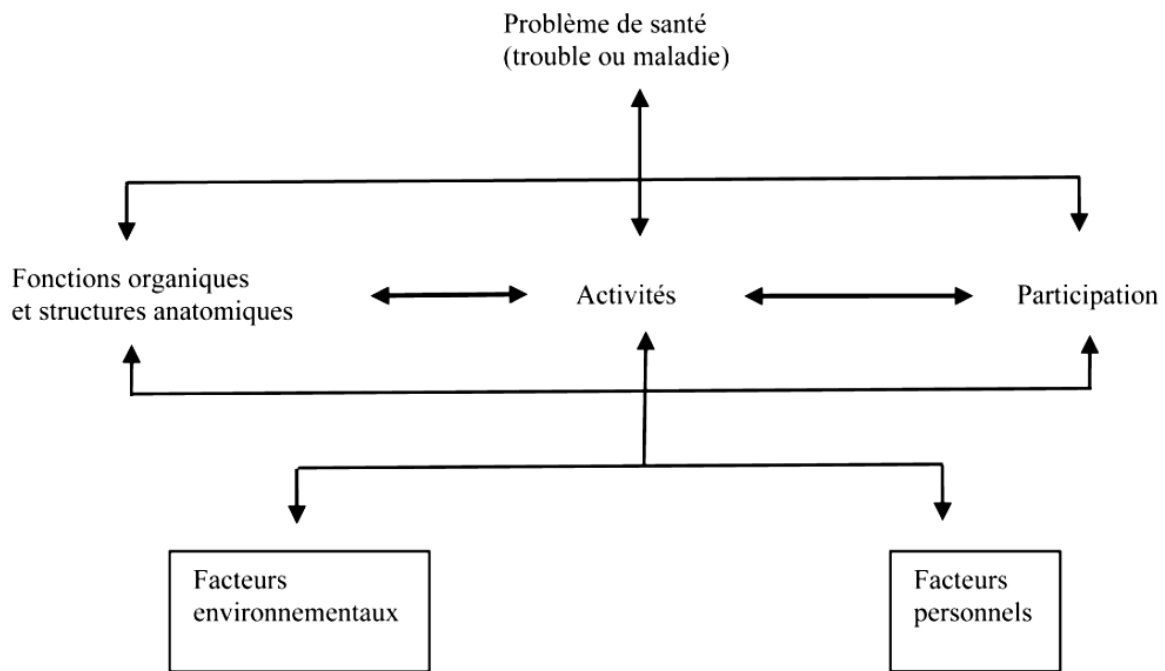 Problème de santé
(trouble ou maladie)
Fonctions organiques
et structures anatomiques
Activités
Participation
Facteurs
environnementaux
Facteurs
personnels